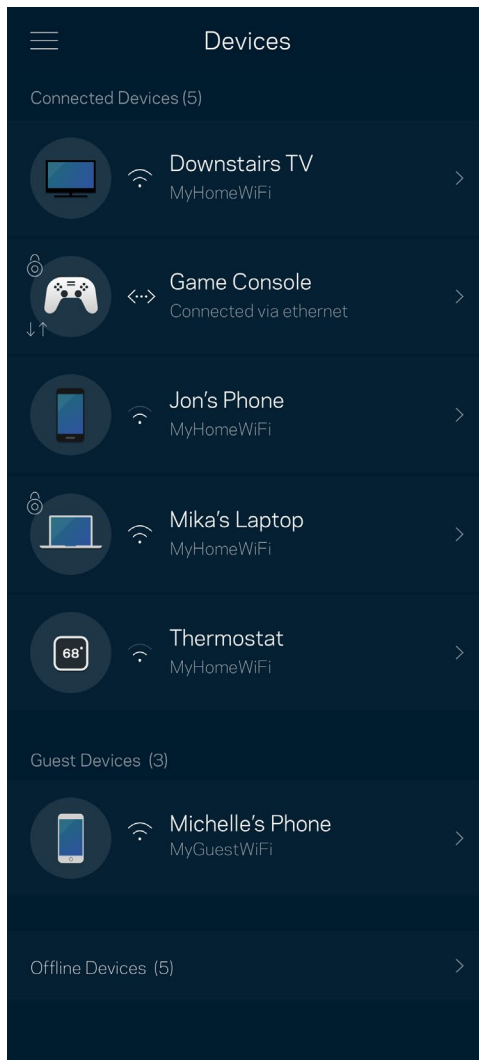 Devices
Connected Devices (5)
Downstairs TV
MyHomeWiFi
Game Console
Connected via ethernet
Jon's Phone
MyHomeWiFi
Mika's Laptop
MyHomeWiFi
68°
Thermostat
MyHomeWiFi
Guest Devices (3)
Michelle's Phone
MyGuestWiFi
Offline Devices (5)